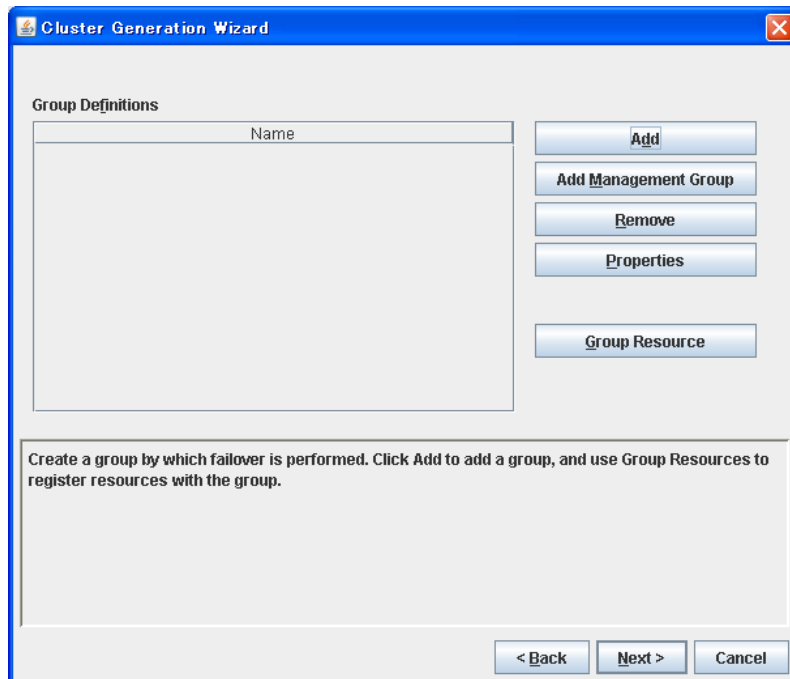 Cluster Generation Wizard
Group Definitions
Name
Add
Add Management Group
Remove
Properties
Group Resource
Create a group by which failover is performed. Click Add to add a group, and use Group Resources to
register resources with the group.
< Back
Next >
Cancel